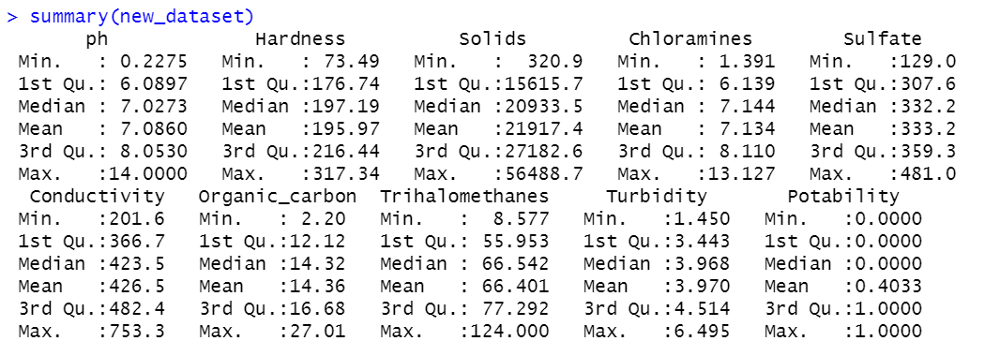 > summary(new_dataset)
ph Hardness Solids Chloramines Sulfate
Min. : 0.2275 Min. : 73.49 Min. : 320.9 Min. : 1.391 Min. :129.0
1st Qu.: 6.0897 1st Qu.:176.74 1st Qu.:15615.7 1st Qu.: 6.139 1st Qu.:307.6
Median : 7.0273 Median :197.19 Median :20933.5 Median : 7.144 Median :332.2
Mean : 7.0860 Mean :195.97 Mean :21917.4 Mean : 7.134 Mean :333.2
3rd Qu.: 8.0530 3rd Qu.:216.44 3rd Qu.:27182.6 3rd Qu.: 8.110 3rd Qu.:359.3
Max. :14.0000 Max. :317.34 Max. :56488.7 Max. :13.127 Max. :481.0
Conductivity Organic_carbon Trihalomethanes Turbidity Potability
Min. :201.6 Min. : 2.20 Min. : 8.577 Min. :1.450 Min. :0.0000
1st Qu.:366.7 1st Qu.:12.12 1st Qu.: 55.953 1st Qu.:3.443 1st Qu.:0.0000
Median :423.5 Median :14.32 Median : 66.542 Median :3.968 Median :0.0000
Mean :426.5 Mean :14.36 Mean : 66.401 Mean :3.970 Mean :0.4033
3rd Qu.:482.4 3rd Qu.:16.68 3rd Qu.: 77.292 3rd Qu.:4.514 3rd Qu.:1.0000
Max. :753.3 Max. :27.01 Max. :124.000 Max. :6.495 Max. :1.0000